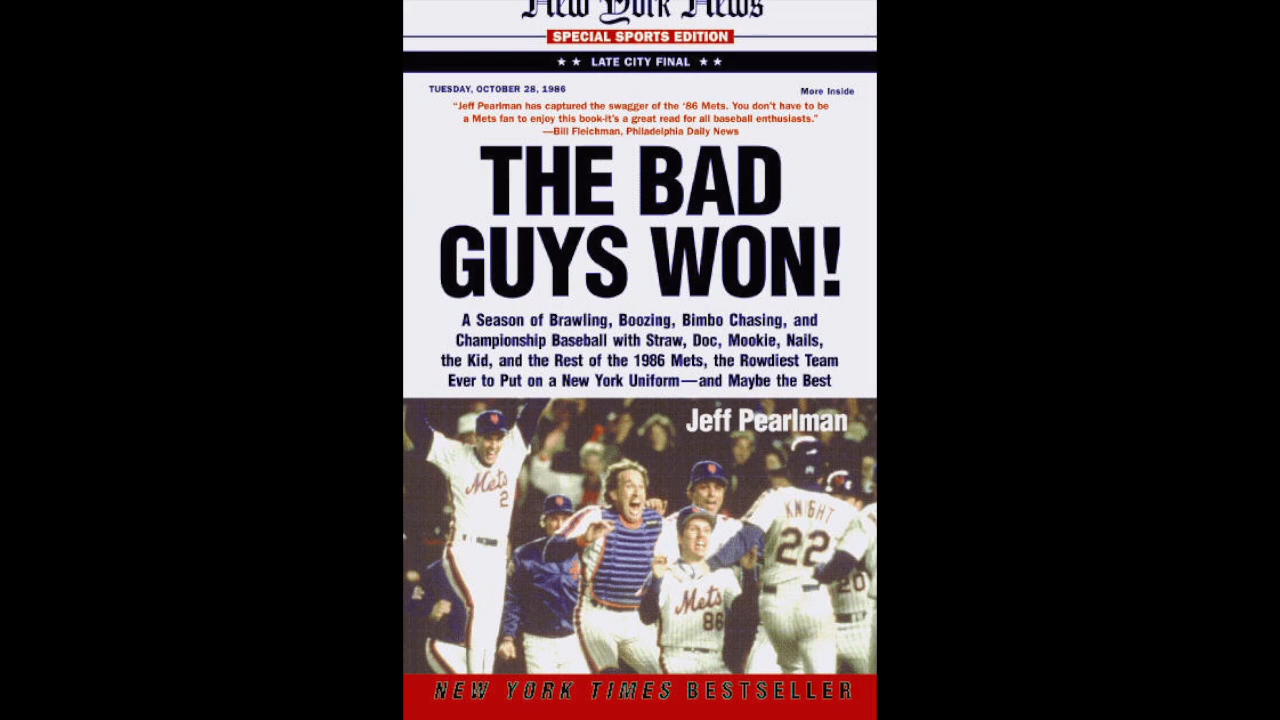 New York News
SPECIAL SPORTS EDITION
★ ★ LATE CITY FINAL ★ ★
TUESDAY, OCTOBER 28, 1986
More Inside
“Jeff Pearlman has captured the swagger of the ‘86 Mets. You don’t have to be
a Mets fan to enjoy this book-it’s a great read for all baseball enthusiasts.”
—Bill Fleichman, Philadelphia Daily News
THE BAD
GUYS WON!
A Season of Brawling, Boozing, Bimbo Chasing, and
Championship Baseball with Straw, Doc, Mookie, Nails,
the Kid, and the Rest of the 1986 Mets, the Rowdiest Team
Ever to Put on a New York Uniform—and Maybe the Best
Jeff Pearlman
Mets
2
KNIGHT
22
20
Mets
86
NEW YORK TIMES BESTSELLER